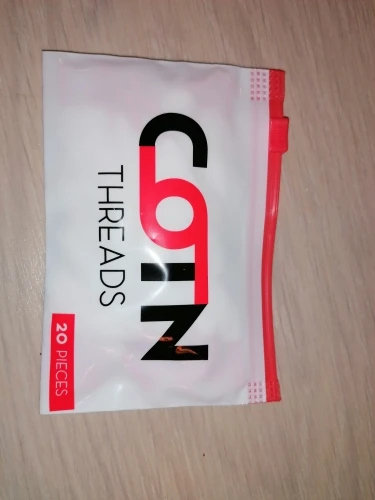 COTN
THREADS
20 PIECES